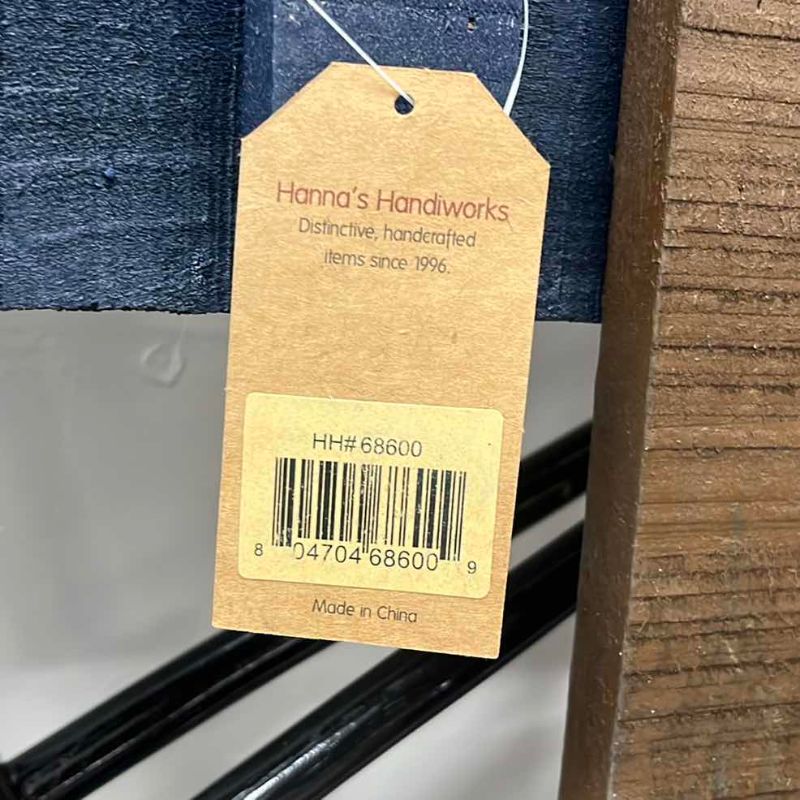 Hanna's Handiworks
Distinctive, handcrafted
items since 1996.
HH# 68600
8 04704 68600 9
Made in China